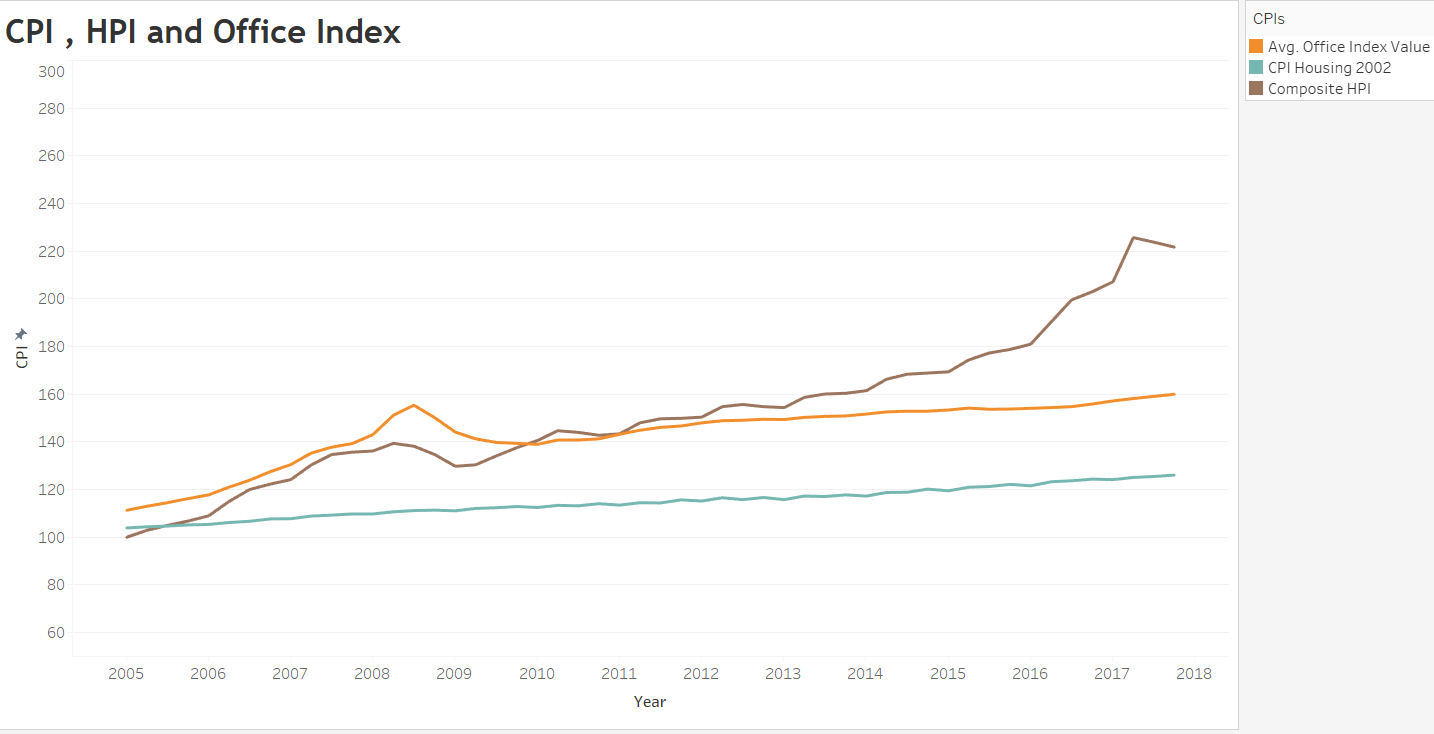 CPI , HPI and Office Index
CPIs
Avg. Office Index Value
CPI Housing 2002
Composite HPI
300
280
260
240
220
200
180
160
140
120
100
80
60
CPI
2005 2006 2007 2008 2009 2010 2011 2012 2013 2014 2015 2016 2017 2018
Year